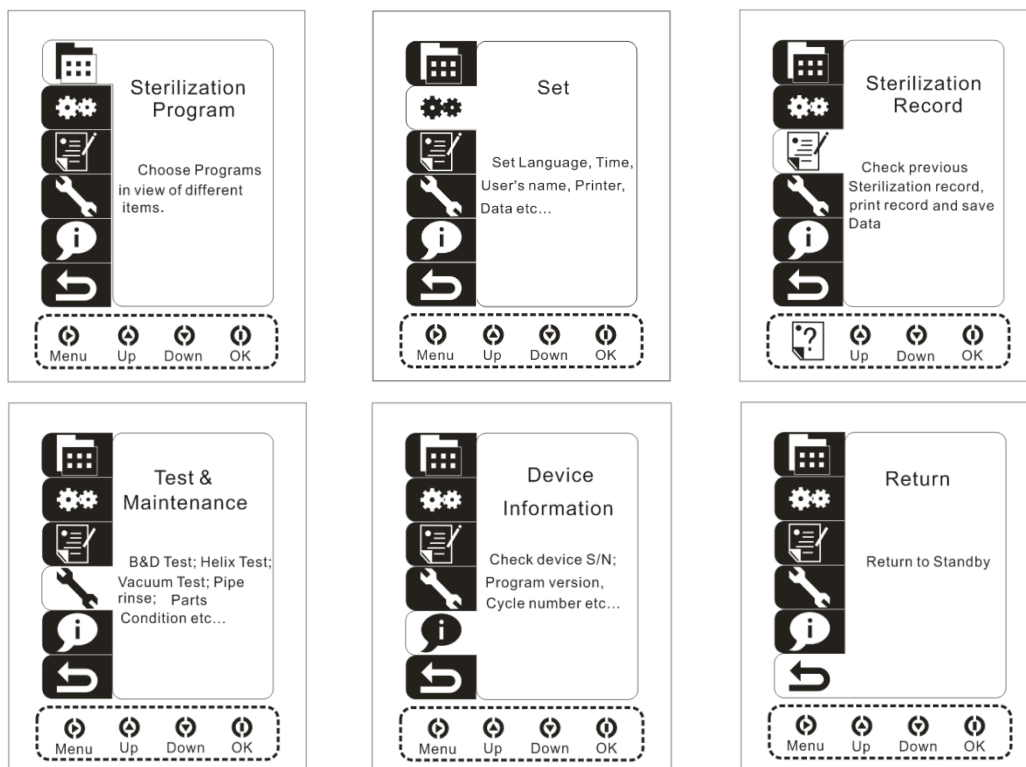 Sterilization
Program
Choose Programs
in view of different
items.
Menu Up Down OK
Set
Set Language, Time,
User's name, Printer,
Data etc...
Menu Up Down OK
Sterilization
Record
Check previous
Sterilization record,
print record and save
Data
? Up Down OK
Test &
Maintenance
B&D Test; Helix Test;
Vacuum Test; Pipe
rinse; Parts
Condition etc...
Menu Up Down OK
Device
Information
Check device S/N;
Program version,
Cycle number etc...
Menu Up Down OK
Return
Return to Standby
Menu Up Down OK